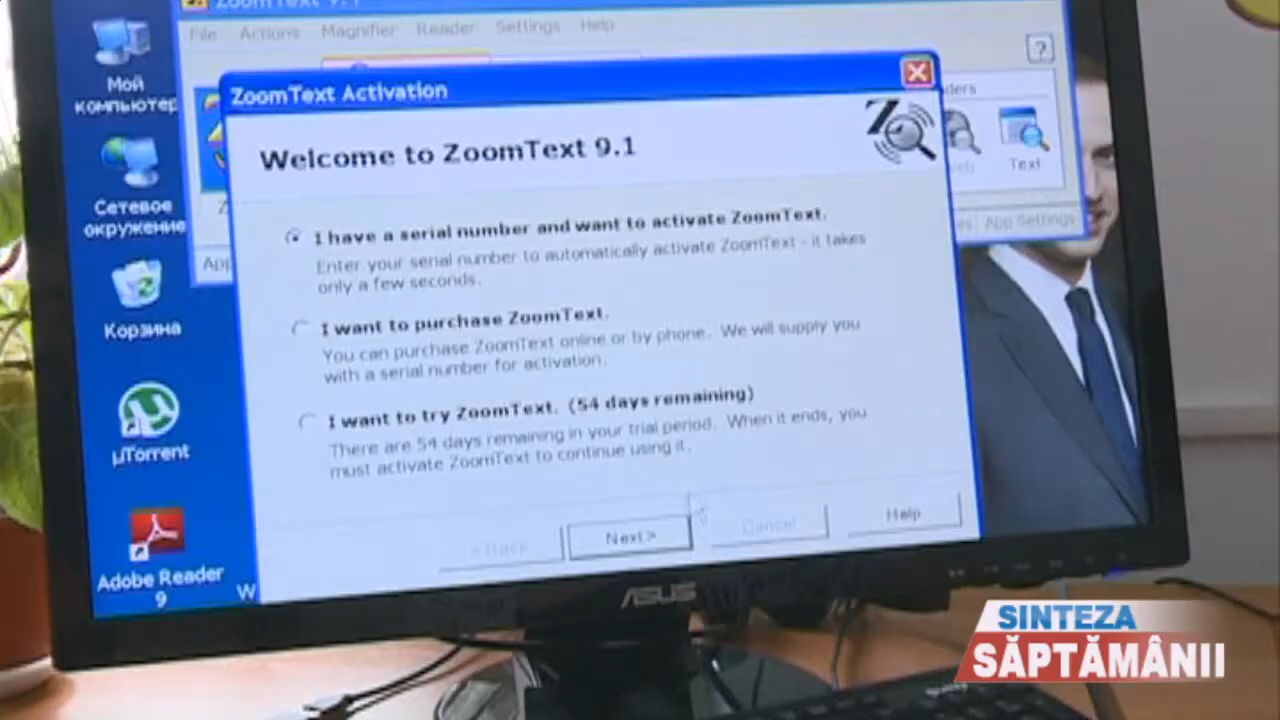 ZoomText 9.1
File Actions Magnifier Reader Settings Help
?
Мой
компьютер
ZoomText Activation
Welcome to ZoomText 9.1
Text
App Settings
Сетевое
окружение
I have a serial number and want to activate ZoomText.
Enter your serial number to automatically activate ZoomText - it takes
only a few seconds.
Корзина
I want to purchase ZoomText.
You can purchase ZoomText online or by phone. We will supply you
with a serial number for activation.
µTorrent
I want to try ZoomText. (54 days remaining)
There are 54 days remaining in your trial period. When it ends, you
must activate ZoomText to continue using it.
< Back Next > Cancel Help
Adobe Reader
9
W
ASUS
SINTEZA
SĂPTĂMÂNII